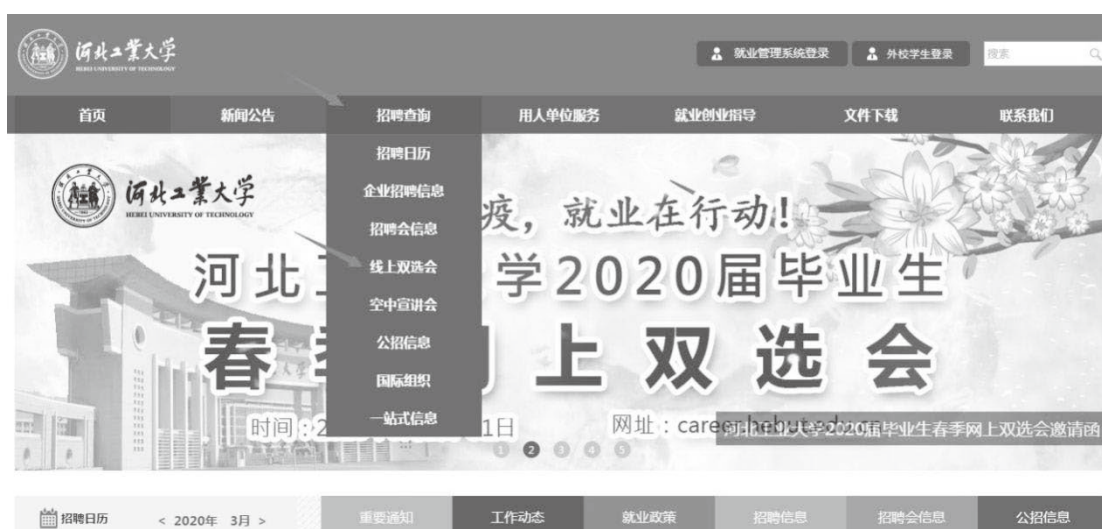 河北工業大学
HEBEI UNIVERSITY OF TECHNOLOGY
就业管理系统登录 外校学生登录 搜索
首页 新闻公告 招聘查询 用人单位服务 就业创业指导 文件下载 联系我们
招聘日历
企业招聘信息
招聘会信息
线上双选会
空中宣讲会
公招信息
国际组织
一站式信息
河北工業大学
HEBEI UNIVERSITY OF TECHNOLOGY
疫,就业在行动!
河北 学2020届毕业生
春 上双选会
时间:2 1日 网址:career.hebut.edu.cn
河北工业大学2020届毕业生春季网上双选会邀请函
1 2 3 4 5
招聘日历 < 2020年 3月 > 重要通知 工作动态 就业政策 招聘信息 招聘会信息 公招信息